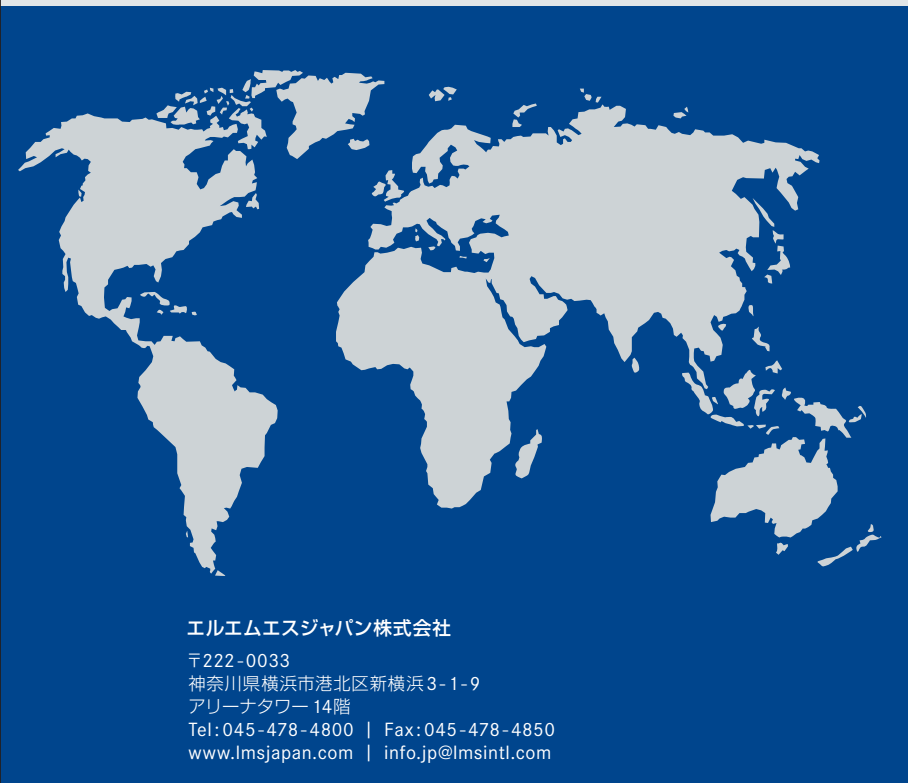 エルエムエスジャパン株式会社
〒222-0033
神奈川県横浜市港北区新横浜3-1-9
アリーナタワー 14階
Tel:045-478-4800 | Fax:045-478-4850
www.lmsjapan.com | info.jp@lmsintl.com